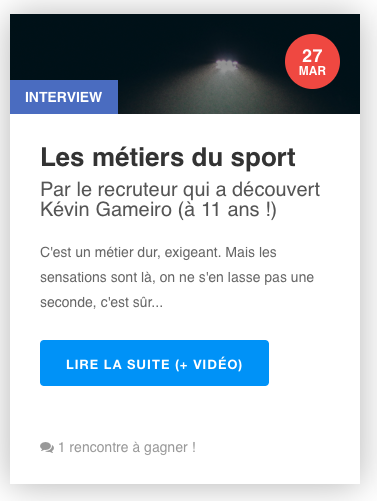 27
MAR
INTERVIEW
Les métiers du sport
Par le recruteur qui a découvert
Kévin Gameiro (à 11 ans !)
C'est un métier dur, exigeant. Mais les
sensations sont là, on ne s'en lasse pas une
seconde, c'est sûr...
LIRE LA SUITE (+ VIDÉO)
1 rencontre à gagner !